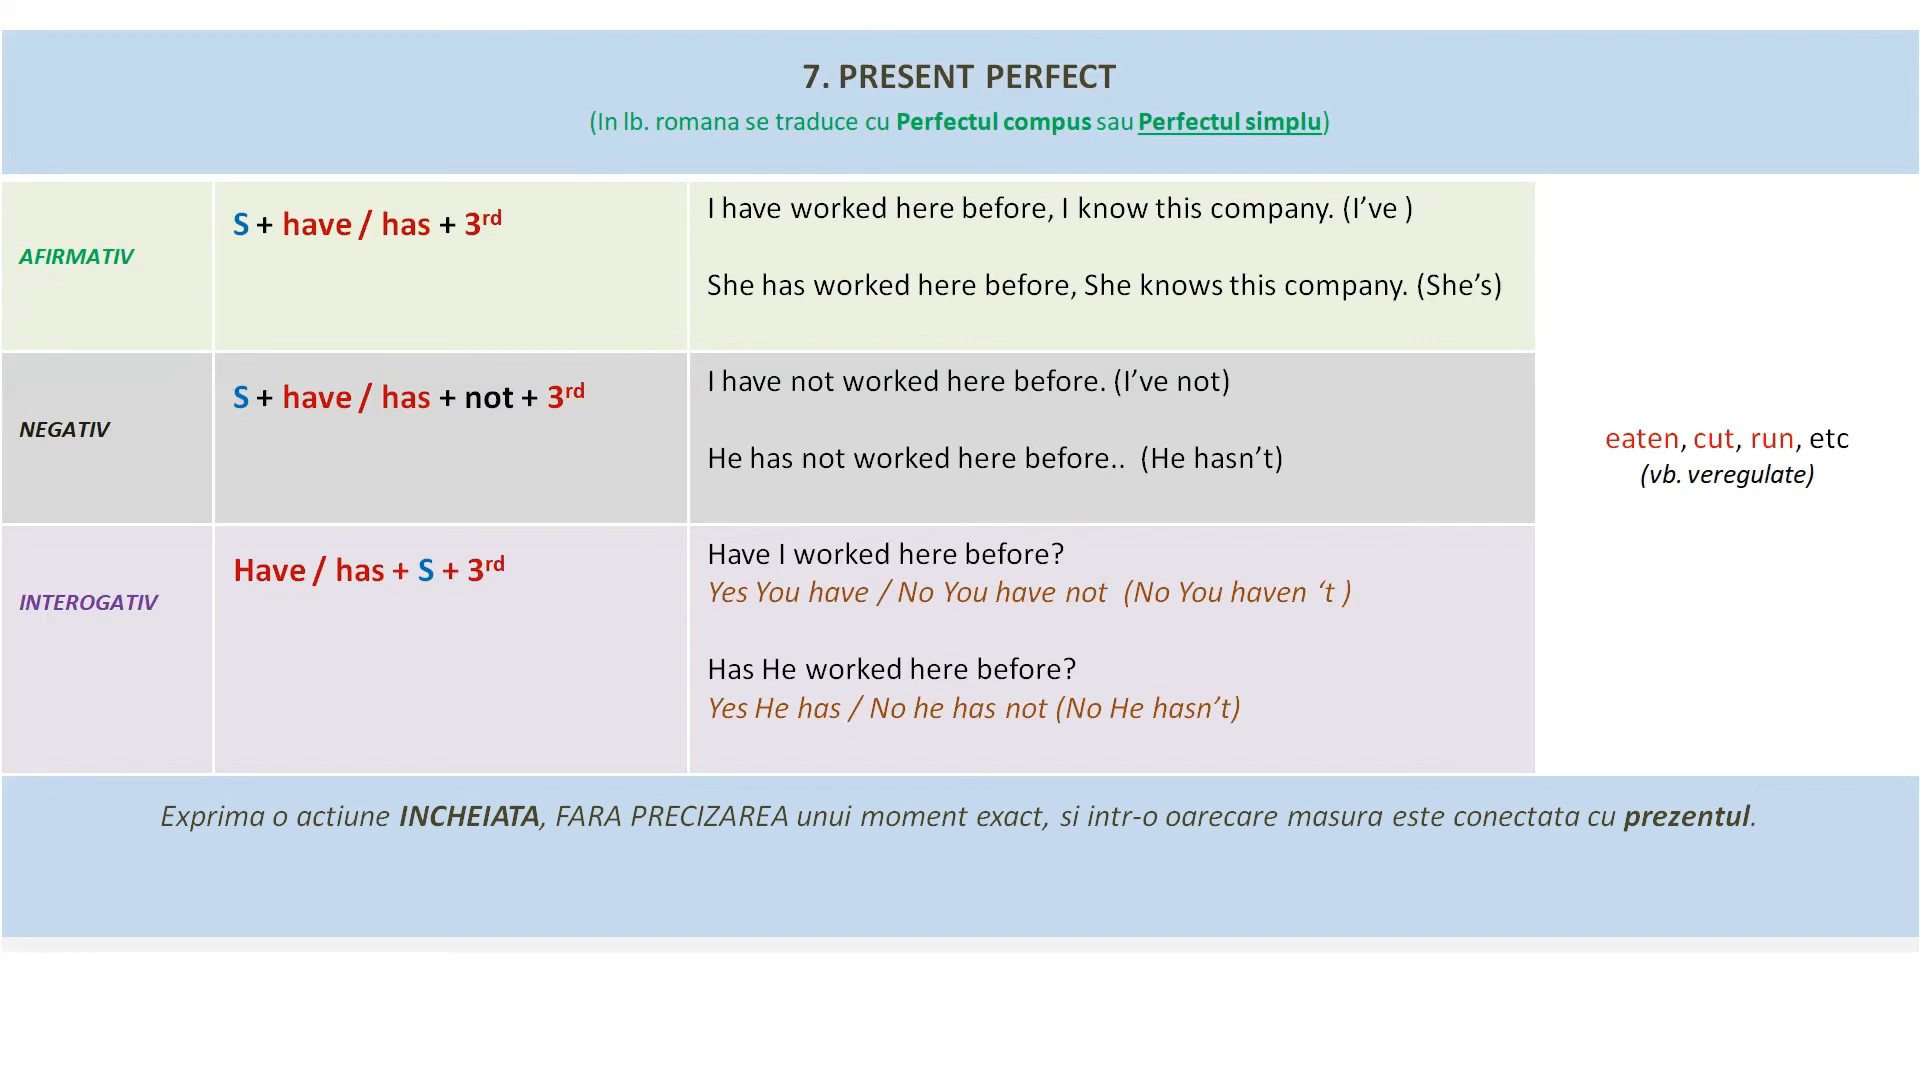 7. PRESENT PERFECT
(In lb. romana se traduce cu Perfectul compus sau Perfectul simplu)
AFIRMATIV
S + have / has + 3rd
I have worked here before, I know this company. (I’ve )
She has worked here before, She knows this company. (She’s)
NEGATIV
S + have / has + not + 3rd
I have not worked here before. (I’ve not)
He has not worked here before.. (He hasn’t)
eaten, cut, run, etc
(vb. veregulate)
INTEROGATIV
Have / has + S + 3rd
Have I worked here before?
Yes You have / No You have not (No You haven ‘t )
Has He worked here before?
Yes He has / No he has not (No He hasn’t)
Exprima o actiune INCHEIATA, FARA PRECIZAREA unui moment exact, si intr-o oarecare masura este conectata cu prezentul.